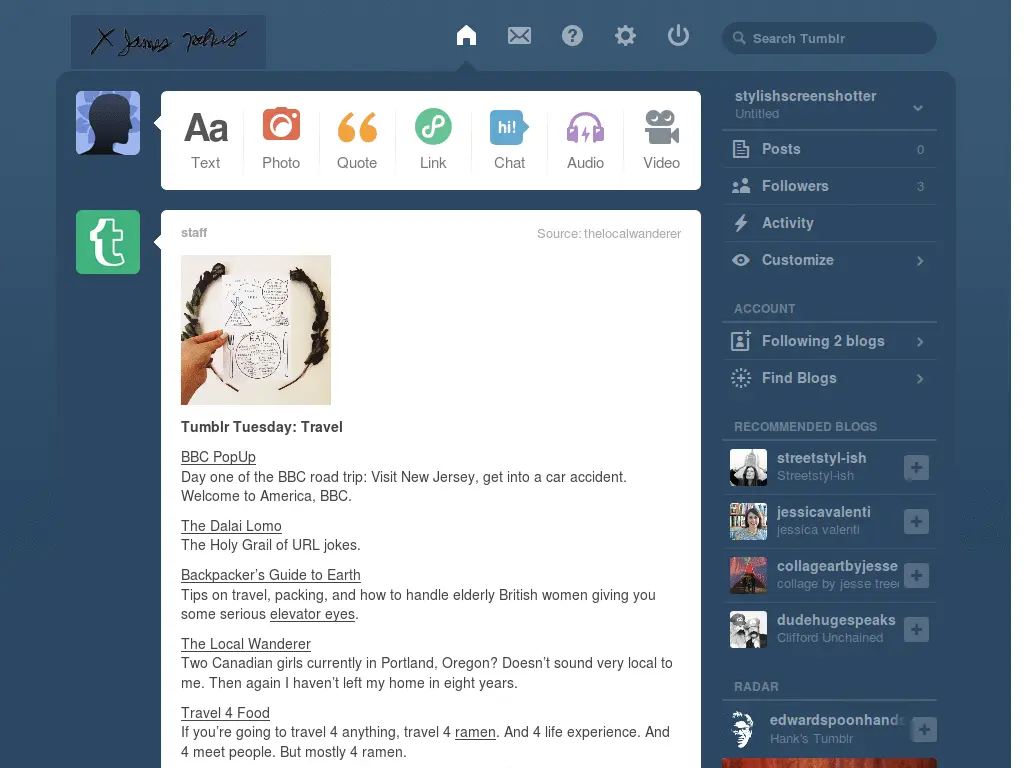 X James Nohus
Search Tumblr
Aa
hi!
Text
Photo
Quote
Link
Chat
Audio
Video
staff
Source: thelocalwanderer
EAT
Tumblr Tuesday: Travel
BBC PopUp
Day one of the BBC road trip: Visit New Jersey, get into a car accident.
Welcome to America, BBC.
The Dalai Lomo
The Holy Grail of URL jokes.
Backpacker’s Guide to Earth
Tips on travel, packing, and how to handle elderly British women giving you
some serious elevator eyes.
The Local Wanderer
Two Canadian girls currently in Portland, Oregon? Doesn’t sound very local to
me. Then again I haven’t left my home in eight years.
Travel 4 Food
If you’re going to travel 4 anything, travel 4 ramen. And 4 life experience. And
4 meet people. But mostly 4 ramen.
stylishscreenshotter
Untitled
Posts 0
Followers 3
Activity
Customize
ACCOUNT
Following 2 blogs
Find Blogs
RECOMMENDED BLOGS
streetstyl-ish
Streetstyl-ish
jessicavalenti
jessica valenti
collageartbyjesse
collage by jesse tree
dudehugespeaks
Clifford Unchained
RADAR
edwardspoonhands
Hank's Tumblr